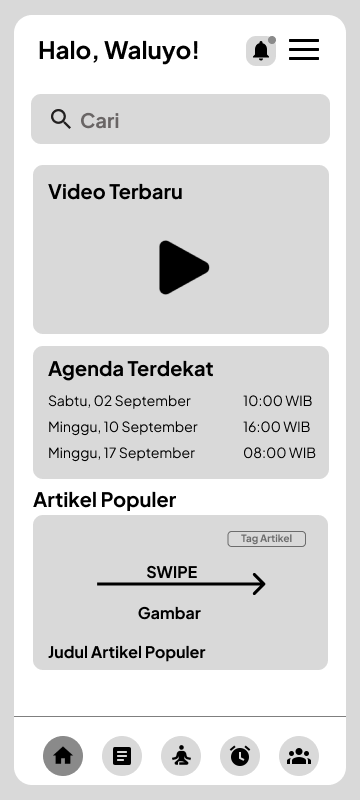 Halo, Waluyo!
Cari
Video Terbaru
Agenda Terdekat
Sabtu, 02 September 10:00 WIB
Minggu, 10 September 16:00 WIB
Minggu, 17 September 08:00 WIB
Artikel Populer
Tag Artikel
SWIPE
Gambar
Judul Artikel Populer